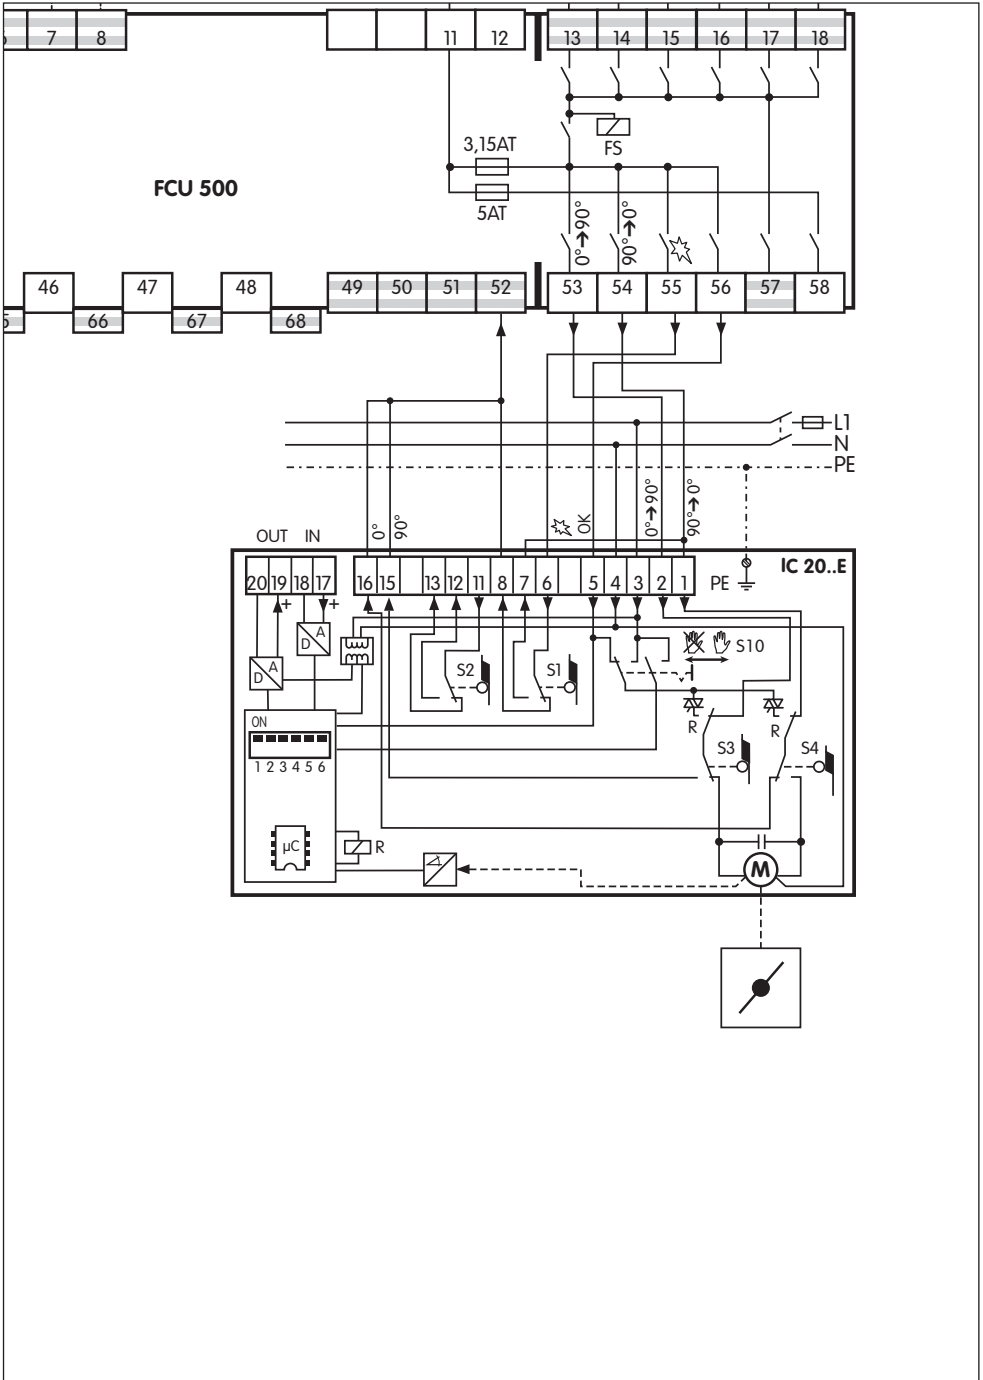 7 8 11 12 13 14 15 16 17 18
3,15AT
FS
FCU 500
5AT
0°➔90°
90°➔0°
46 47 48 49 50 51 52 53 54 55 56 57 58
66 67 68
L1
N
PE
0°
90°
OK
0°➔90°
90°➔0°
OUT IN
IC 20..E
20 19 18 17 16 15 13 12 11 8 7 6 5 4 3 2 1 PE
+ +
A
D
A
D
S2
S1
S10
R
R
S3
S4
ON
1 2 3 4 5 6
µC
R
M